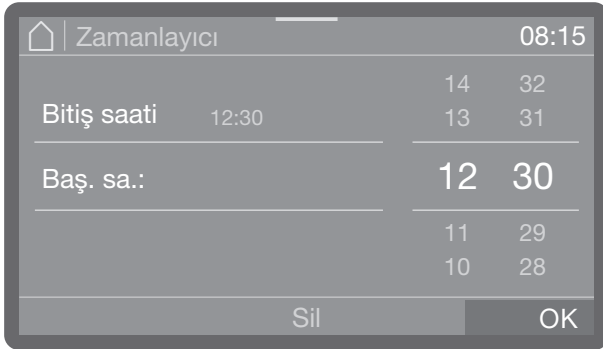 Zamanlayıcı 08:15
14 32
Bitiş saati 12:30 13 31
Baş. sa.: 12 30
11 29
10 28
Sil OK